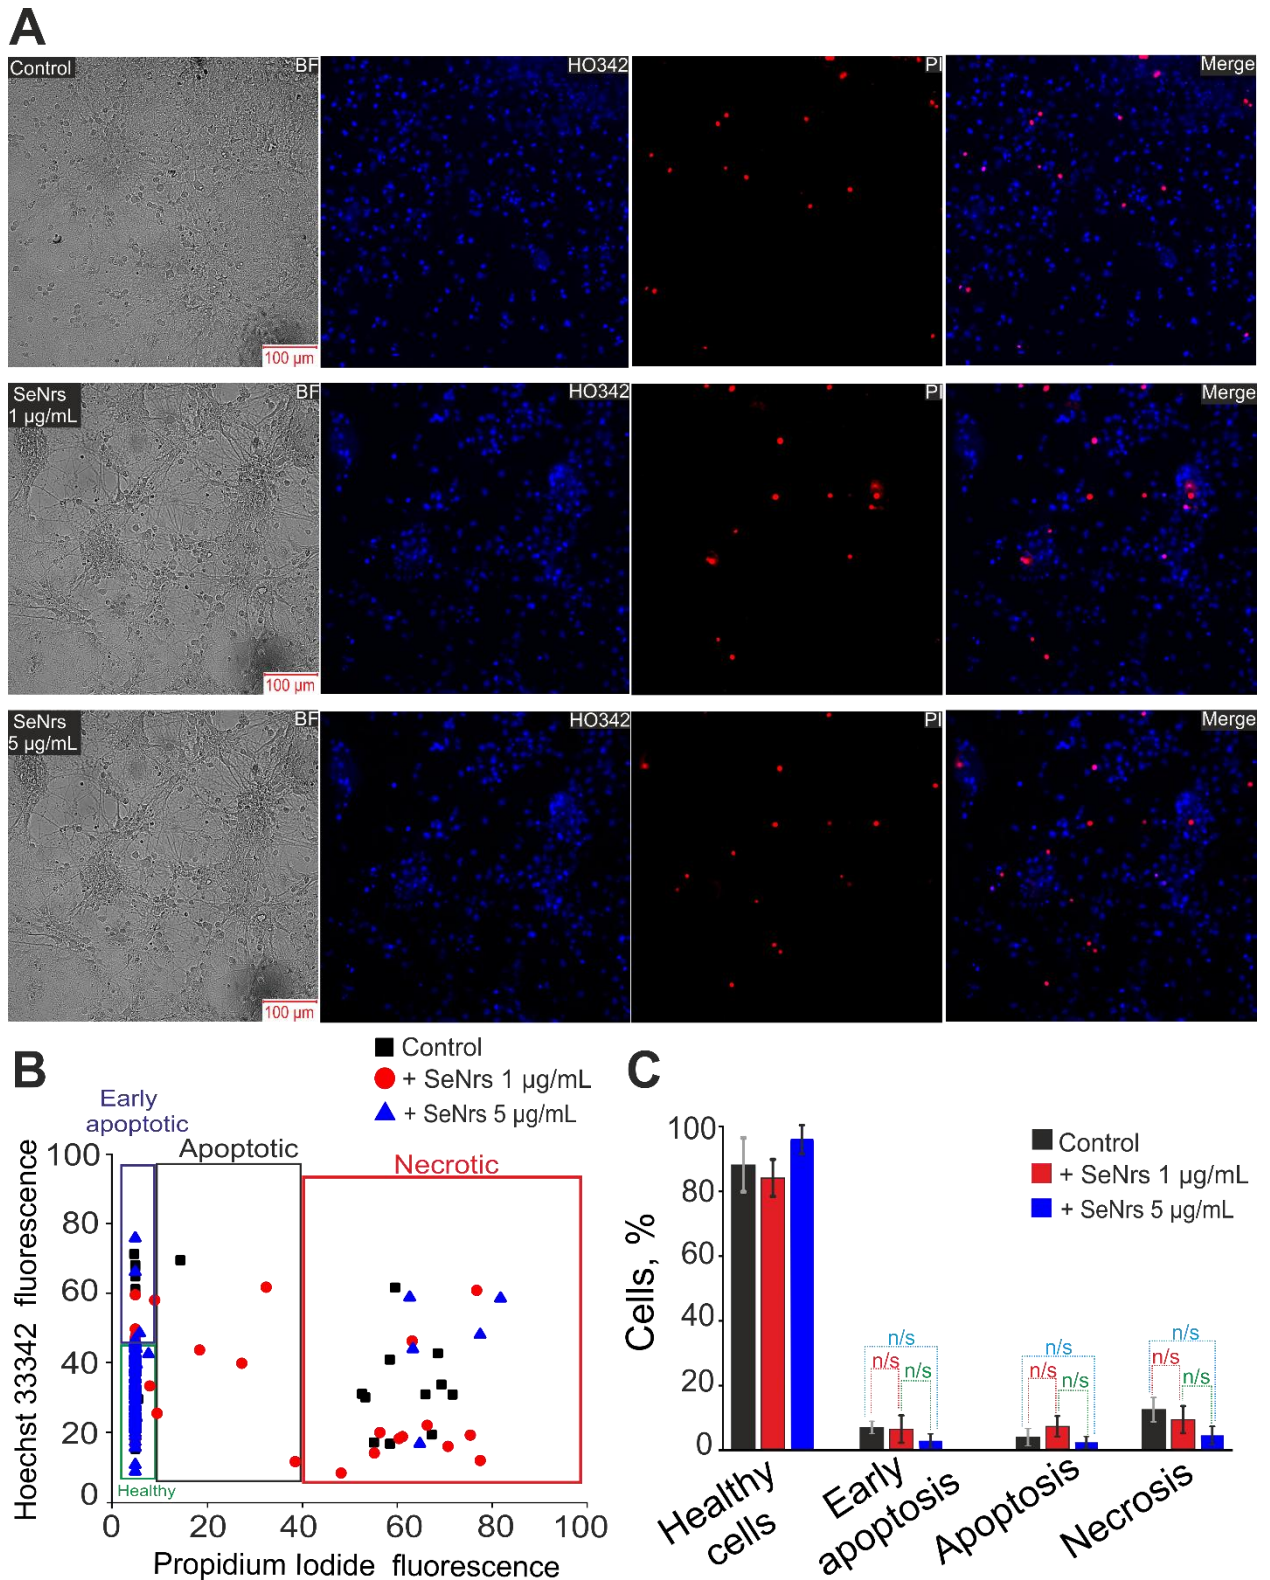 A
Control
BF
HO342
PI
Merge
100 µm
SeNrs
1 µg/mL
BF
HO342
PI
Merge
100 µm
SeNrs
5 µg/mL
BF
HO342
PI
Merge
100 µm
B
Control
+ SeNrs 1 µg/mL
+ SeNrs 5 µg/mL
Early
apoptotic
Apoptotic
Necrotic
Healthy
Hoechst 33342 fluorescence
100
80
60
40
20
0
0 20 40 60 80 100
Propidium Iodide fluorescence
C
Control
+ SeNrs 1 µg/mL
+ SeNrs 5 µg/mL
Cells, %
100
80
60
40
20
0
n/s
n/s
n/s
n/s
n/s
n/s
n/s
n/s
n/s
Healthy
cells
Early
apoptosis
Apoptosis
Necrosis